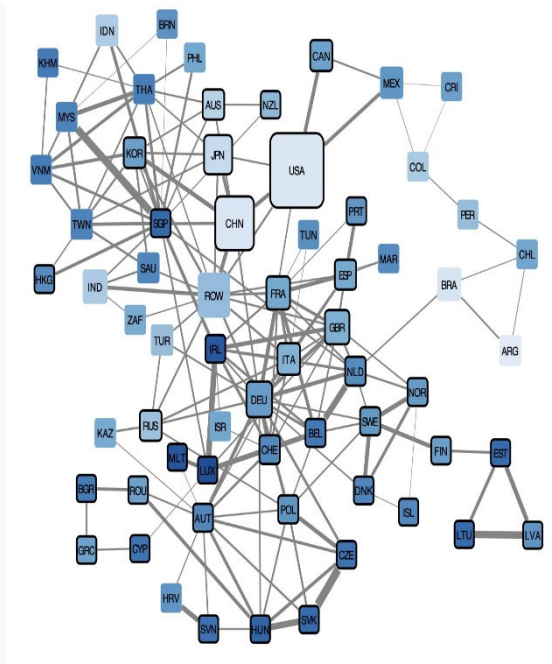 BRN
IDN
PHL
KHM
CAN
THA
MEX
CRI
AUS
NZL
MYS
KOR
JPN
USA
VNM
COL
PER
TWN
SGP
CHN
PRT
TUN
CHL
HKG
SAU
MAR
IND
ROW
FRA
ESP
BRA
ZAF
GBR
TUR
IRL
ITA
ARG
NLD
DEU
NOR
RUS
ISR
SWE
KAZ
BEL
CHE
FIN
EST
MLT
LUX
BGR
ROU
DNK
AUT
POL
ISL
LTU
LVA
GRC
CYP
CZE
HRV
SVN
HUN
SVK